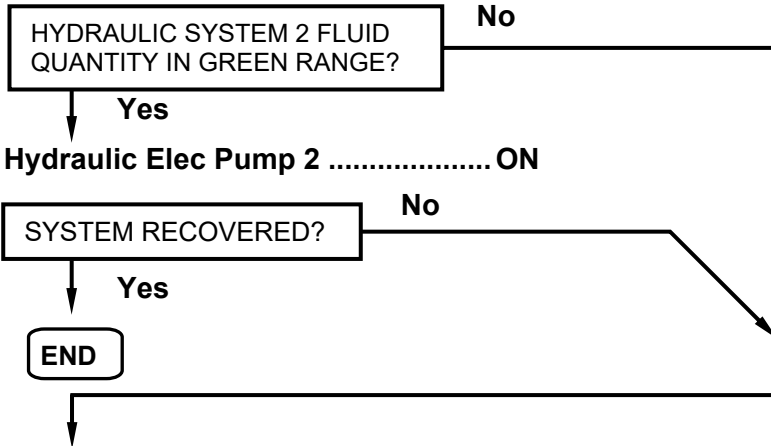 No
HYDRAULIC SYSTEM 2 FLUID
QUANTITY IN GREEN RANGE?
Yes
Hydraulic Elec Pump 2 .................... ON
No
SYSTEM RECOVERED?
Yes
END